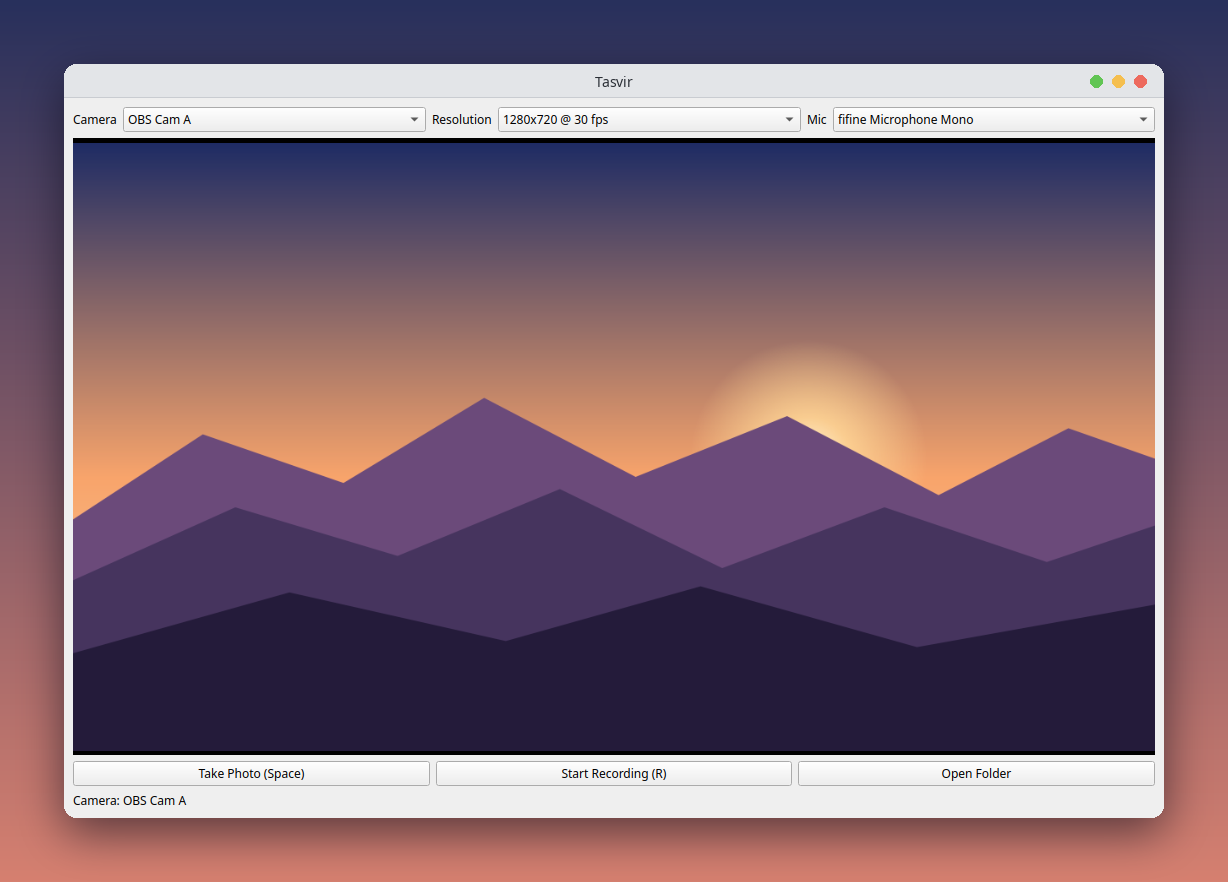 Tasvir
Camera OBS Cam A Resolution 1280x720 @ 30 fps Mic fifine Microphone Mono
Take Photo (Space) Start Recording (R) Open Folder
Camera: OBS Cam A